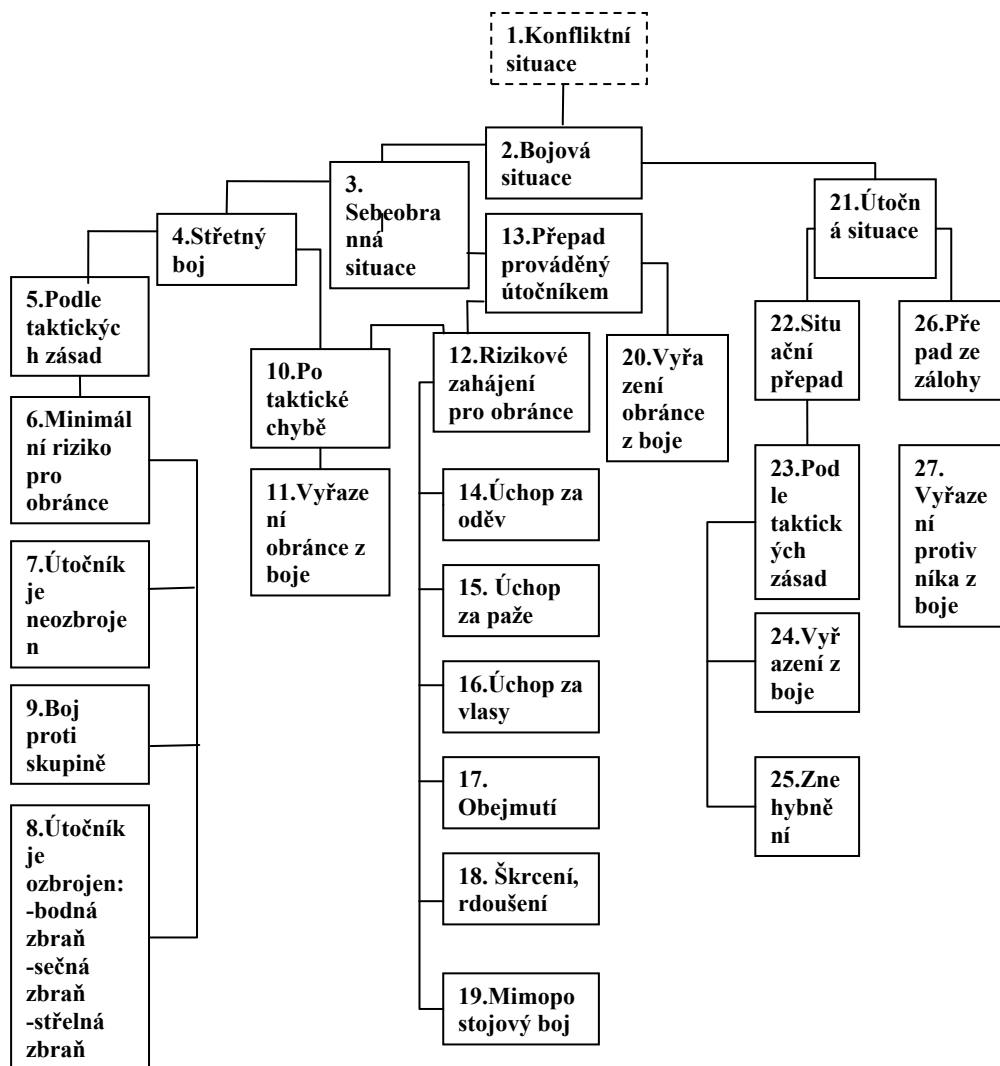 1.Konfliktní
situace
2.Bojová
situace
3.
Sebeobra
nná
situace
4.Střetný
boj
5.Podle
taktickýc
h zásad
6.Minimál
ní riziko
pro
obránce
7.Útočník
je
neozbroje
n
9.Boj
proti
skupině
8.Útočník
je
ozbrojen:
-bodná
zbraň
-sečná
zbraň
-střelná
zbraň
10.Po
taktické
chybě
11.Vyřaze
ní
obránce z
boje
13.Přepad
prováděný
útočníkem
12.Rizikové
zahájení
pro obránce
14.Úchop za
oděv
15. Úchop
za paže
16.Úchop za
vlasy
17.
Obejmutí
18. Škrcení,
rdoušení
19.Mimopo
stojový boj
20.Vyřa
zení
obránce
z boje
21.Útočn
á situace
22.Situ
ační
přepad
23.Pod
le
taktick
ých
zásad
24.Vyř
azení z
boje
25.Zne
hybně
ní
26.Pře
pad ze
zálohy
27.
Vyřaze
ní
protiv
níka z
boje